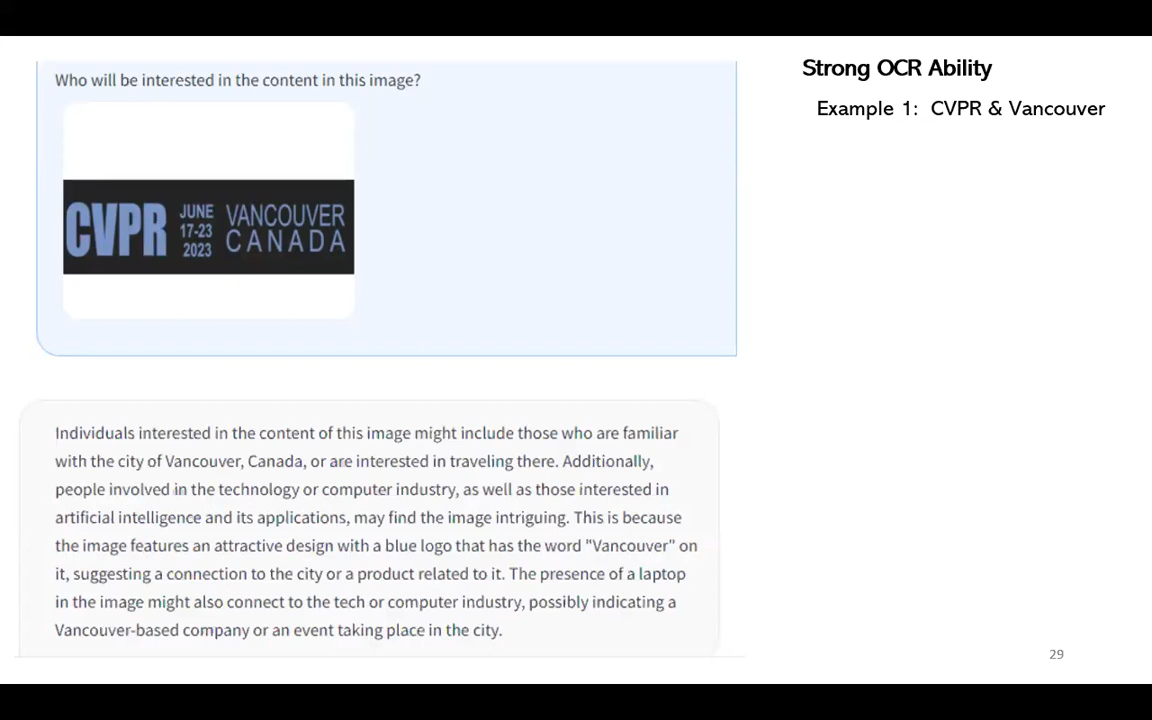 Strong OCR Ability
Example 1: CVPR & Vancouver
Who will be interested in the content in this image?
CVPR JUNE 17-23 2023 VANCOUVER CANADA
Individuals interested in the content of this image might include those who are familiar
with the city of Vancouver, Canada, or are interested in traveling there. Additionally,
people involved in the technology or computer industry, as well as those interested in
artificial intelligence and its applications, may find the image intriguing. This is because
the image features an attractive design with a blue logo that has the word "Vancouver" on
it, suggesting a connection to the city or a product related to it. The presence of a laptop
in the image might also connect to the tech or computer industry, possibly indicating a
Vancouver-based company or an event taking place in the city.
29